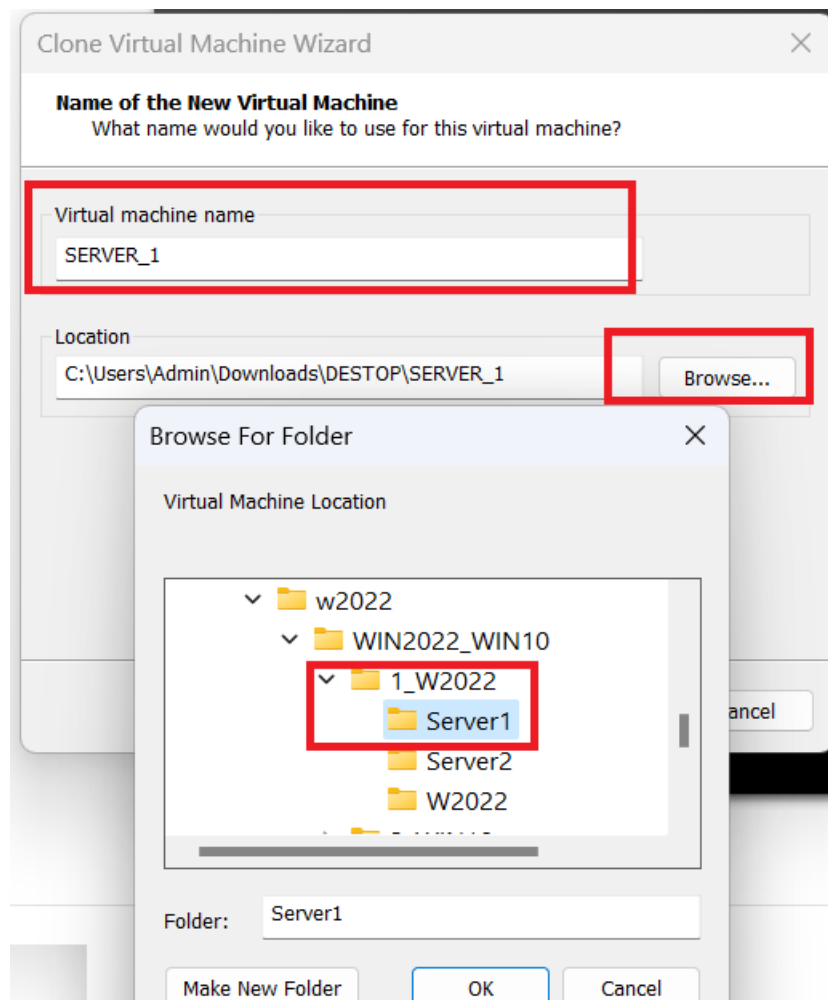 Clone Virtual Machine Wizard
Name of the New Virtual Machine
What name would you like to use for this virtual machine?
Virtual machine name
SERVER_1
Location
C:\Users\Admin\Downloads\DESTOP\SERVER_1
Browse...
Browse For Folder
Virtual Machine Location
w2022
WIN2022_WIN10
1_W2022
Server1
ancel
Server2
W2022
Folder:
Server1
Make New Folder
OK
Cancel